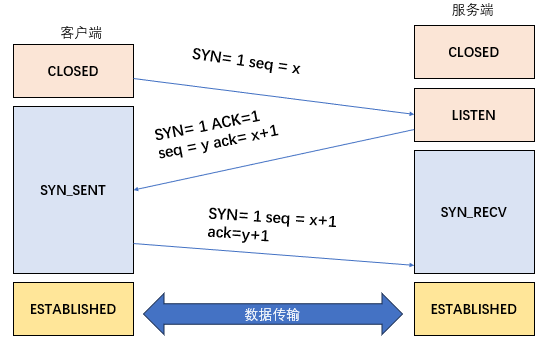 客户端
服务端
CLOSED
SYN= 1 seq = x
CLOSED
LISTEN
SYN= 1 ACK=1
seq = y ack= x+1
SYN_SENT
SYN= 1 seq = x+1
ack=y+1
SYN_RECV
ESTABLISHED
数据传输
ESTABLISHED